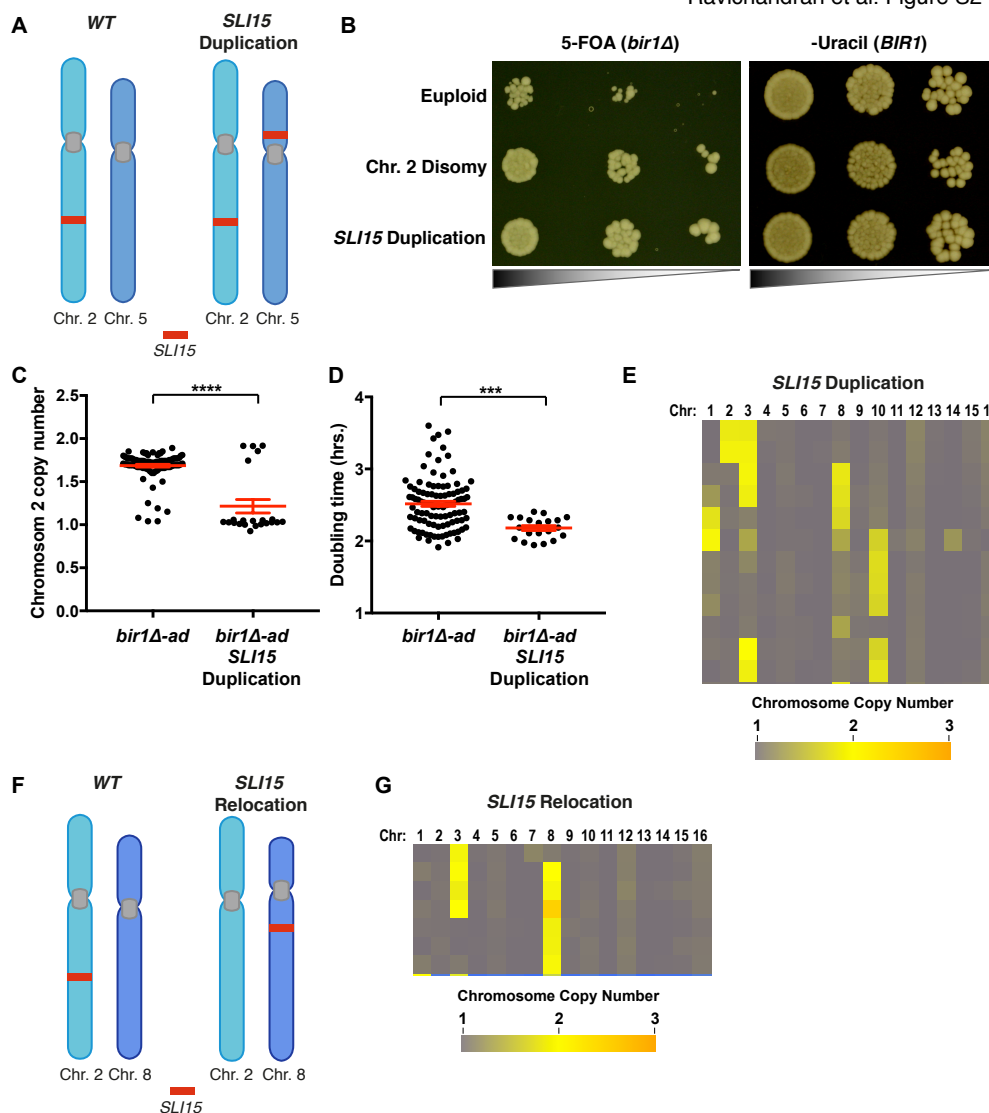 Ravichandran et al. Figure S2
A
WT
SLI15
Duplication
Chr. 2 Chr. 5
Chr. 2 Chr. 5
SLI15
B
5-FOA (bir1Δ)
-Uracil (BIR1)
Euploid
Chr. 2 Disomy
SLI15 Duplication
C
Chromosom 2 copy number
2.5
2.0
1.5
1.0
0.5
0.0
****
bir1Δ-ad
bir1Δ-ad
SLI15
Duplication
D
Doubling time (hrs.)
4
3
2
1
***
bir1Δ-ad
bir1Δ-ad
SLI15
Duplication
E
SLI15 Duplication
Chr: 1 2 3 4 5 6 7 8 9 10 11 12 13 14 15 1
Chromosome Copy Number
1 2 3
F
WT
SLI15
Relocation
Chr. 2 Chr. 8
Chr. 2 Chr. 8
SLI15
G
SLI15 Relocation
Chr: 1 2 3 4 5 6 7 8 9 10 11 12 13 14 15 16
Chromosome Copy Number
1 2 3